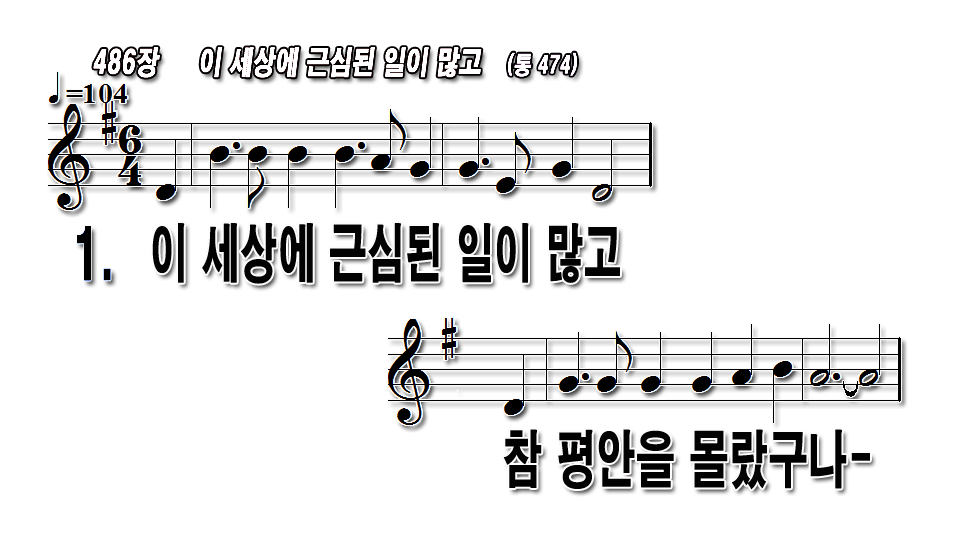 486장 이 세상에 근심된 일이 많고 (통 474)
♩=104
6
4
1. 이 세상에 근심된 일이 많고
참 평안을 몰랐구나-